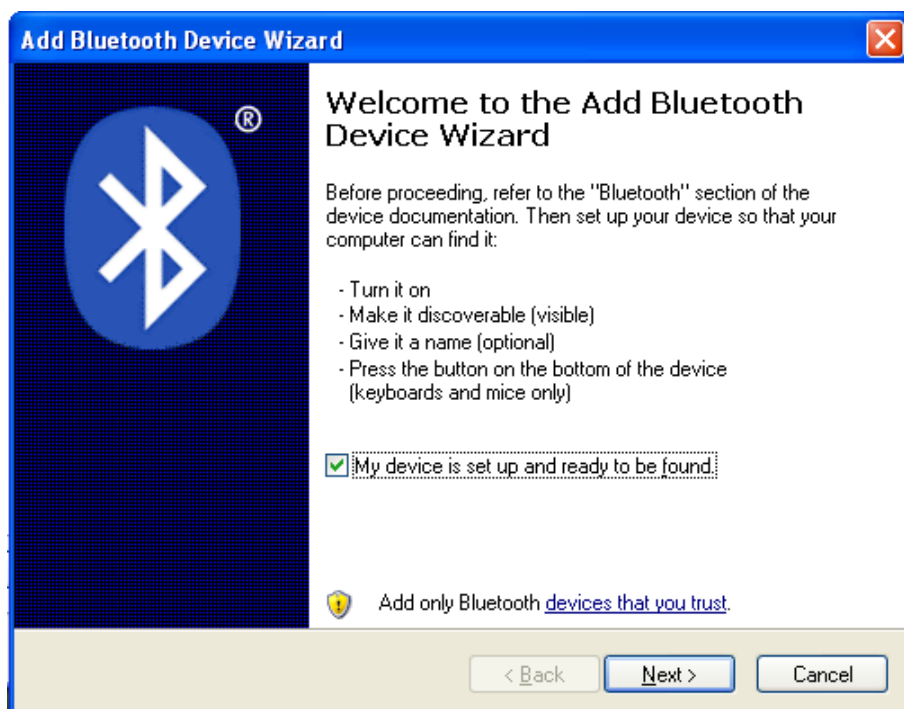 Add Bluetooth Device Wizard
®
Welcome to the Add Bluetooth
Device Wizard
Before proceeding, refer to the "Bluetooth" section of the
device documentation. Then set up your device so that your
computer can find it:
- Turn it on
- Make it discoverable (visible)
- Give it a name (optional)
- Press the button on the bottom of the device
(keyboards and mice only)
My device is set up and ready to be found.
Add only Bluetooth devices that you trust.
< Back Next > Cancel